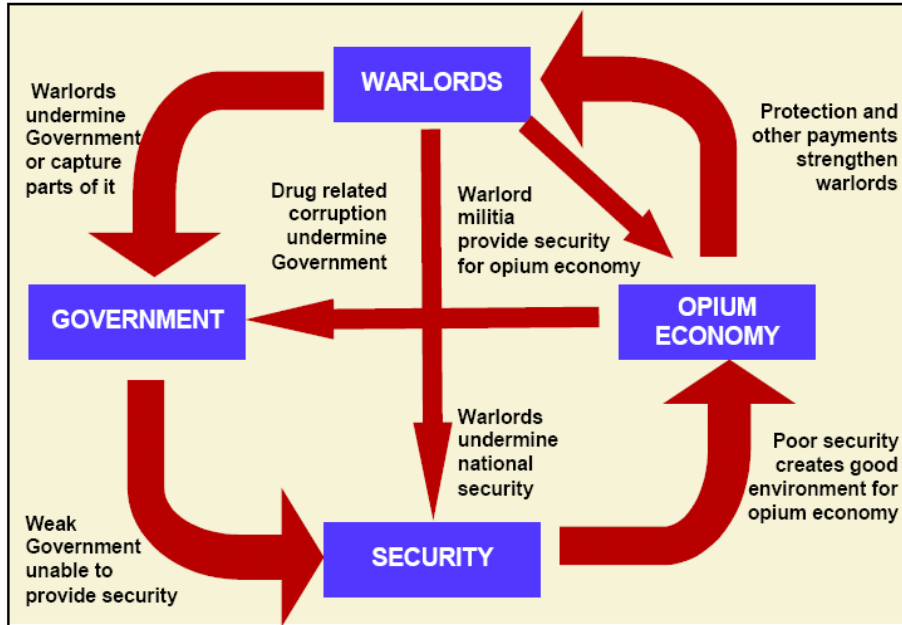 WARLORDS
Warlords
undermine
Government
or capture
parts of it
Protection and
other payments
strengthen
warlords
Drug related
corruption
undermine
Government
Warlord
militia
provide security
for opium economy
GOVERNMENT
OPIUM
ECONOMY
Warlords
undermine
national
security
Poor security
creates good
environment for
opium economy
Weak
Government
unable to
provide security
SECURITY